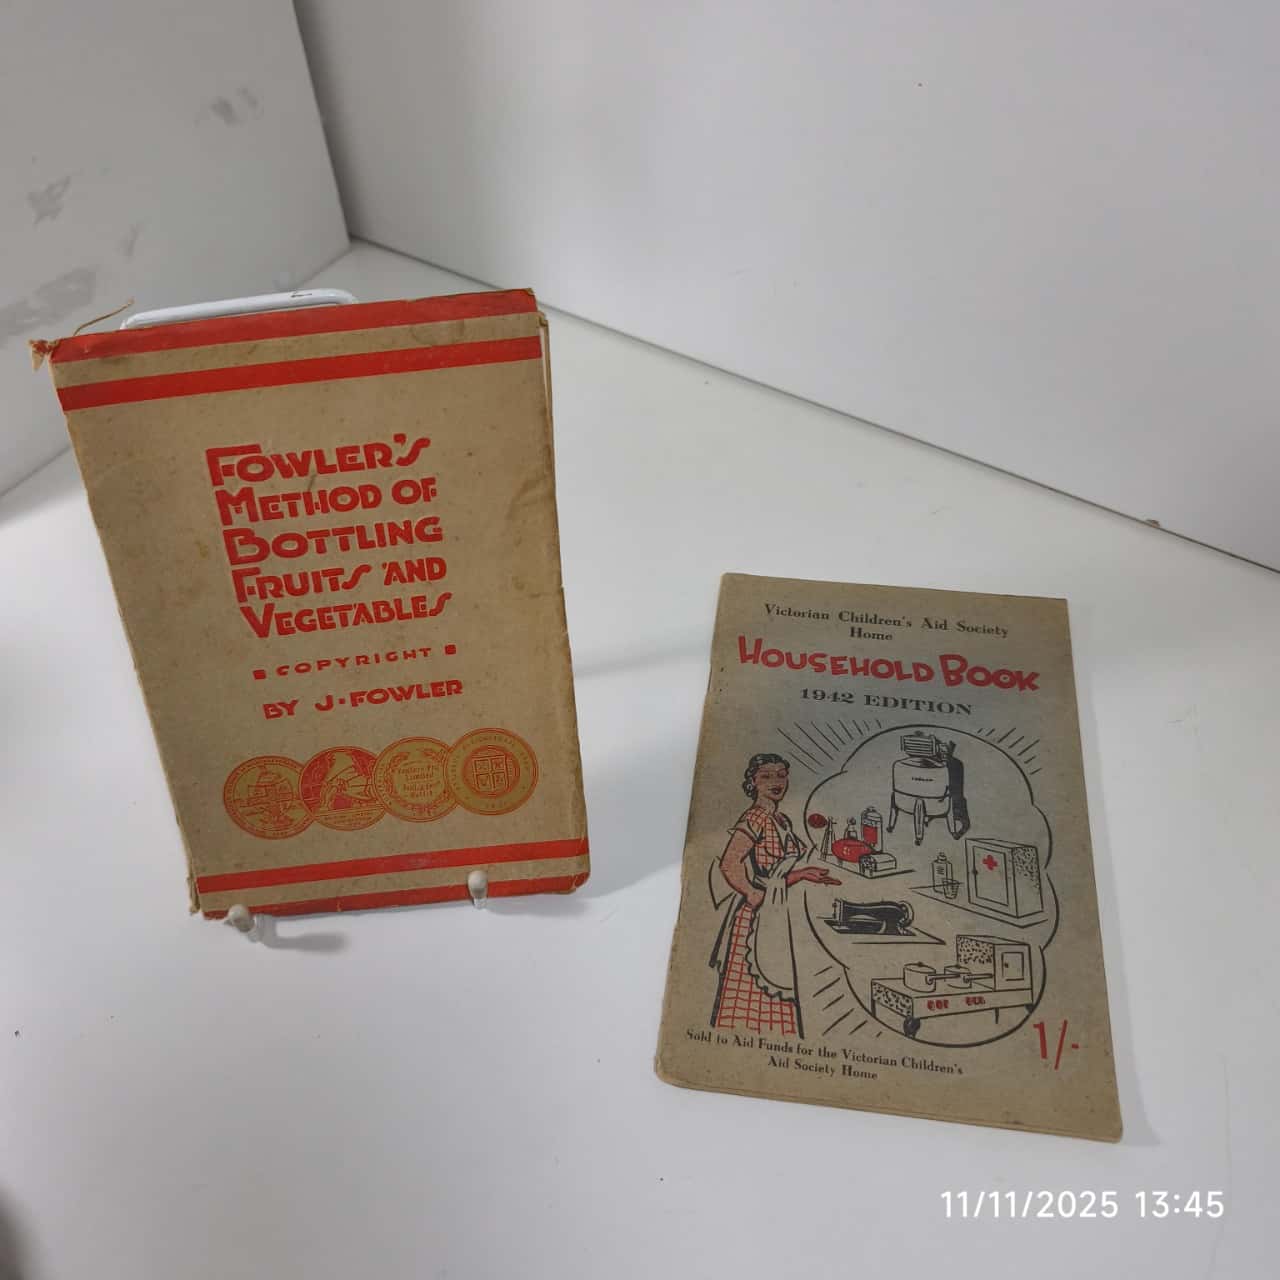 FOWLER'S
METHOD OF
BOTTLING
FRUITS AND
VEGETABLES
COPYRIGHT
BY J. FOWLER
Victorian Children's Aid Society
Home
HOUSEHOLD BOOK
1942 EDITION
Sold to Aid Funds for the Victorian Children's
Aid Society Home
1/-
11/11/2025 13:45